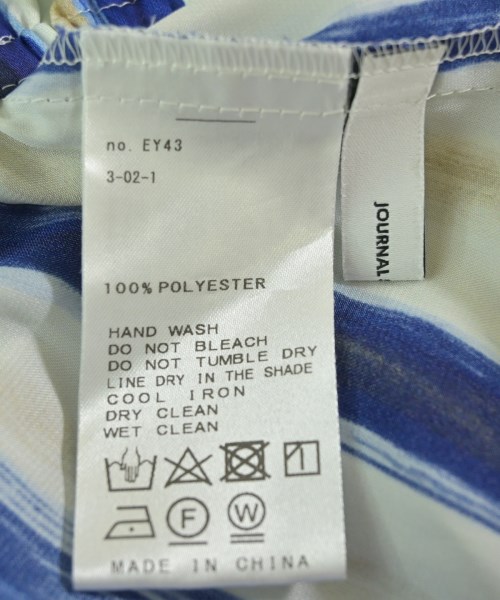 no. EY43
3-02-1
100% POLYESTER
HAND WASH
DO NOT BLEACH
DO NOT TUMBLE DRY
LINE DRY IN THE SHADE
COOL IRON
DRY CLEAN
WET CLEAN
F
W
MADE IN CHINA
JOURNAL